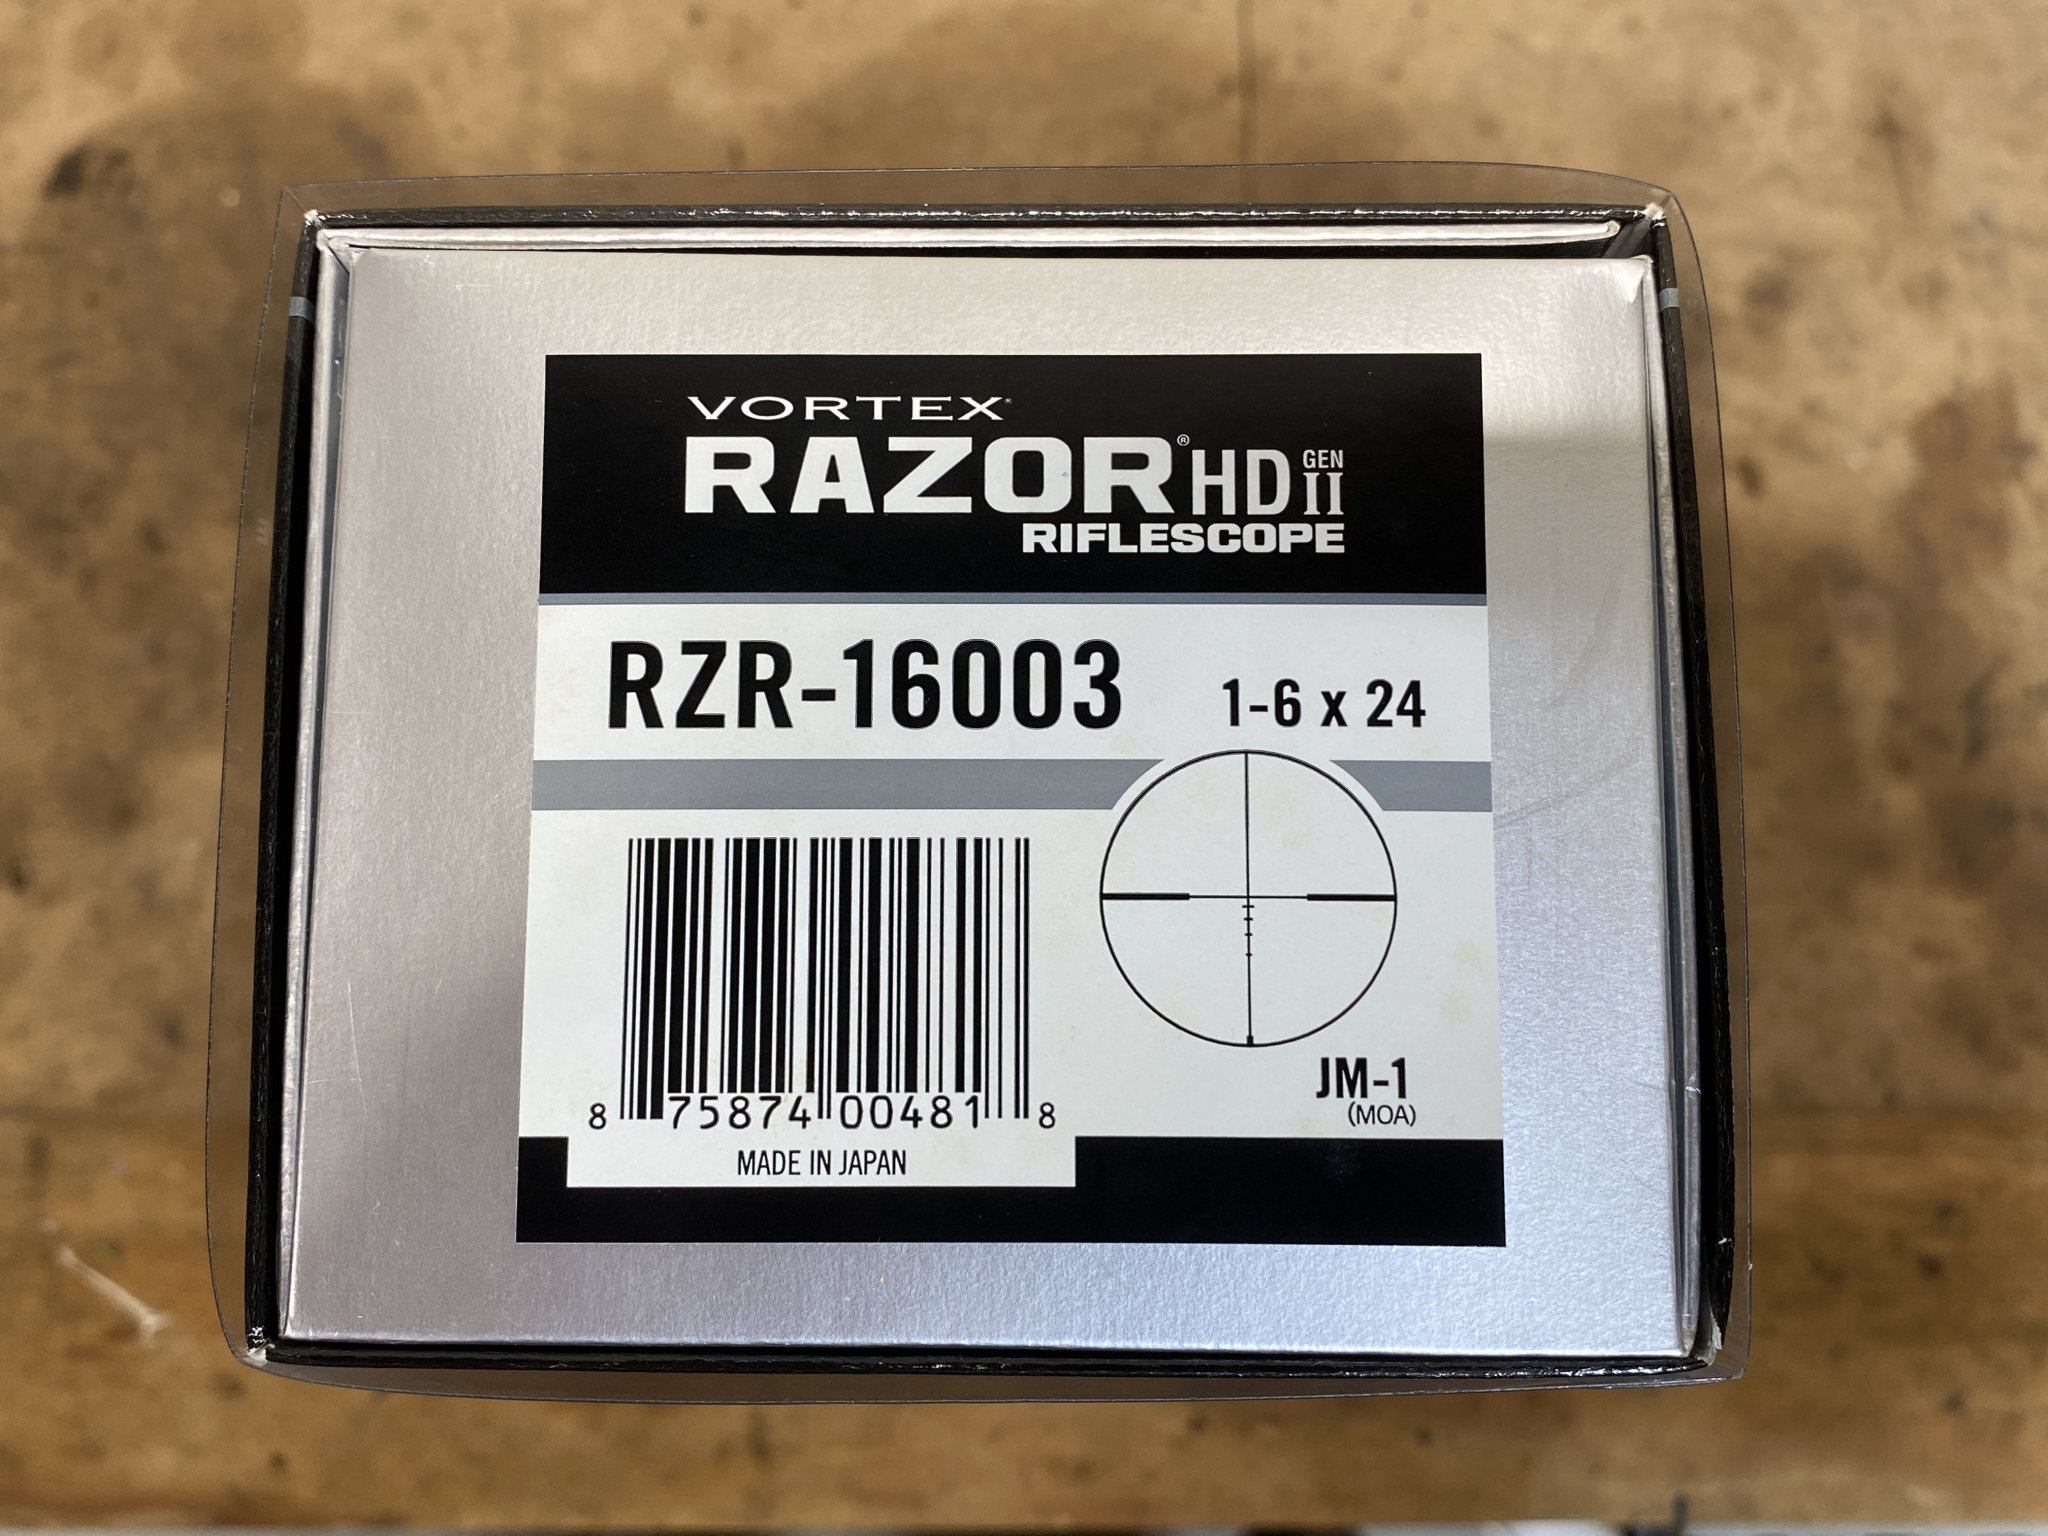 VORTEX®
RAZOR® HD GEN II
RIFLESCOPE
RZR-16003 1-6 x 24
8 75874 00481 8
MADE IN JAPAN
JM-1
(MOA)